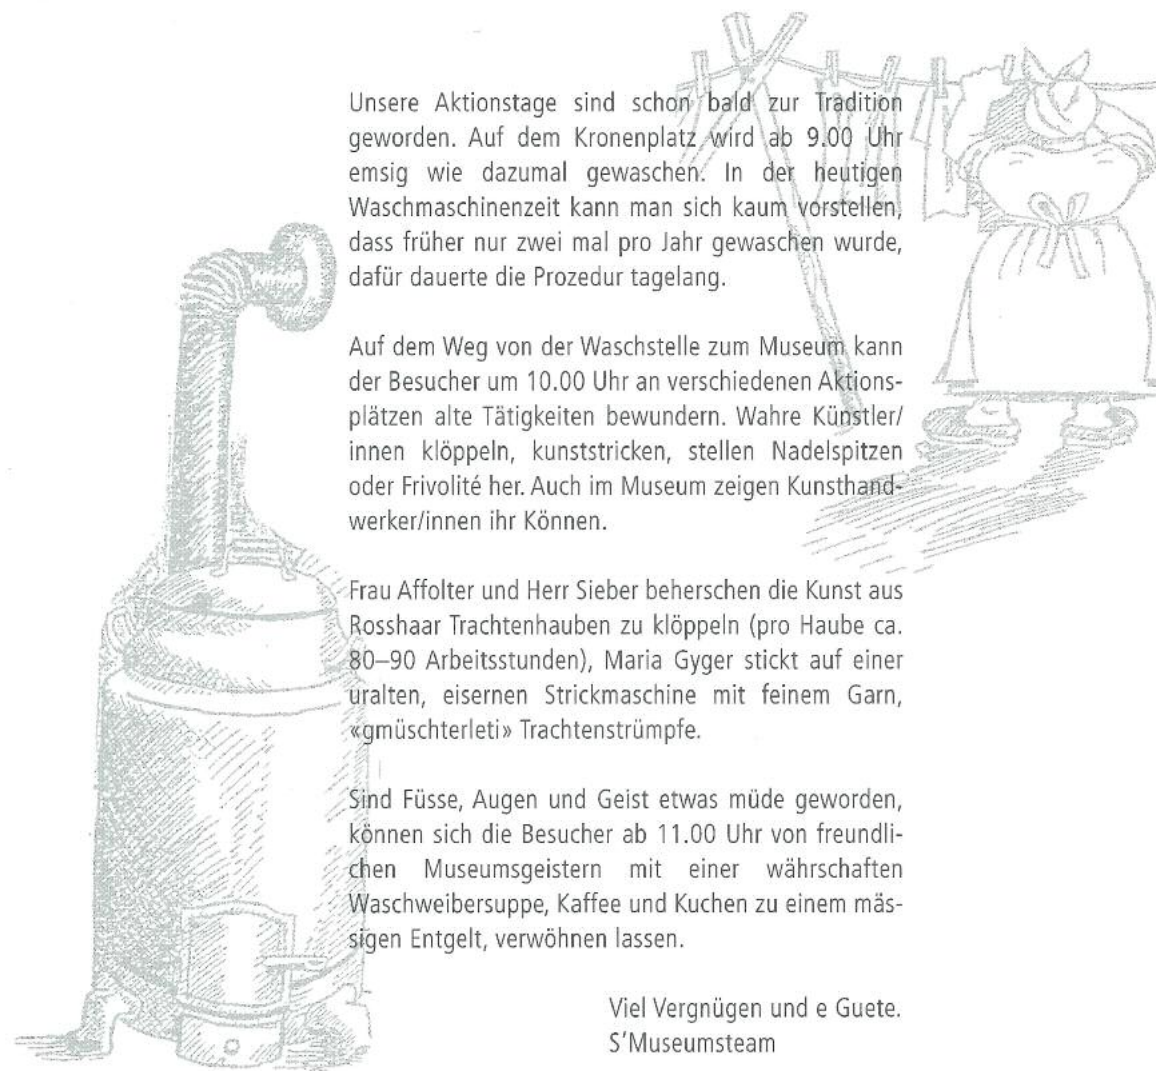 Unsere Aktionstage sind schon bald zur Tradition
geworden. Auf dem Kronenplatz wird ab 9.00 Uhr
emsig wie dazumal gewaschen. In der heutigen
Waschmaschinenzeit kann man sich kaum vorstellen,
dass früher nur zwei mal pro Jahr gewaschen wurde,
dafür dauerte die Prozedur tagelang.

Auf dem Weg von der Waschstelle zum Museum kann
der Besucher um 10.00 Uhr an verschiedenen Aktions-
plätzen alte Tätigkeiten bewundern. Wahre Künstler/
innen klöppeln, kunststricken, stellen Nadelspitzen
oder Frivolité her. Auch im Museum zeigen Kunsthand-
werker/innen ihr Können.

Frau Affolter und Herr Sieber beherschen die Kunst aus
Rosshaar Trachtenhauben zu klöppeln (pro Haube ca.
80–90 Arbeitsstunden), Maria Gyger stickt auf einer
uralten, eisernen Strickmaschine mit feinem Garn,
«gmüschterleti» Trachtenstrümpfe.

Sind Füsse, Augen und Geist etwas müde geworden,
können sich die Besucher ab 11.00 Uhr von freundli-
chen Museumsgeistern mit einer währschaften
Waschweibersuppe, Kaffee und Kuchen zu einem mäs-
sigen Entgelt, verwöhnen lassen.

Viel Vergnügen und e Guete.
S'Museumsteam